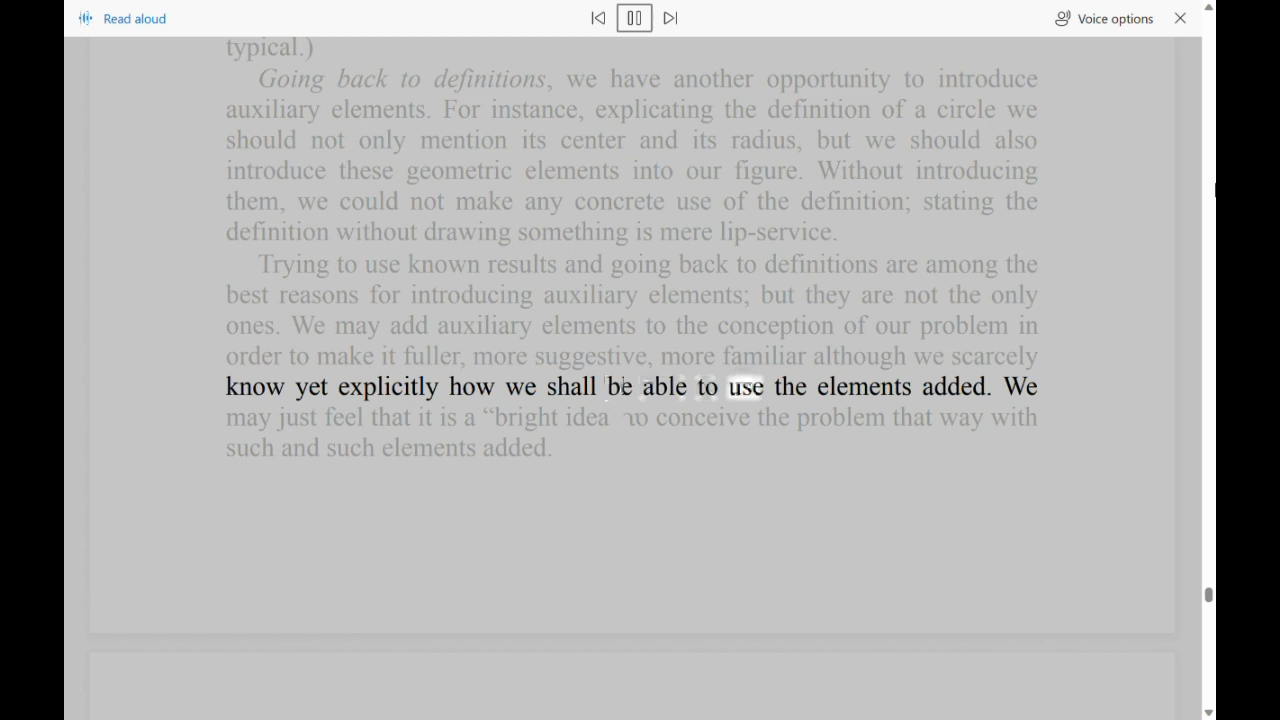 Read aloud
Voice options
typical.)
Going back to definitions, we have another opportunity to introduce
auxiliary elements. For instance, explicating the definition of a circle we
should not only mention its center and its radius, but we should also
introduce these geometric elements into our figure. Without introducing
them, we could not make any concrete use of the definition; stating the
definition without drawing something is mere lip-service.
Trying to use known results and going back to definitions are among the
best reasons for introducing auxiliary elements; but they are not the only
ones. We may add auxiliary elements to the conception of our problem in
order to make it fuller, more suggestive, more familiar although we scarcely
know yet explicitly how we shall be able to use the elements added. We
may just feel that it is a “bright idea to conceive the problem that way with
such and such elements added.